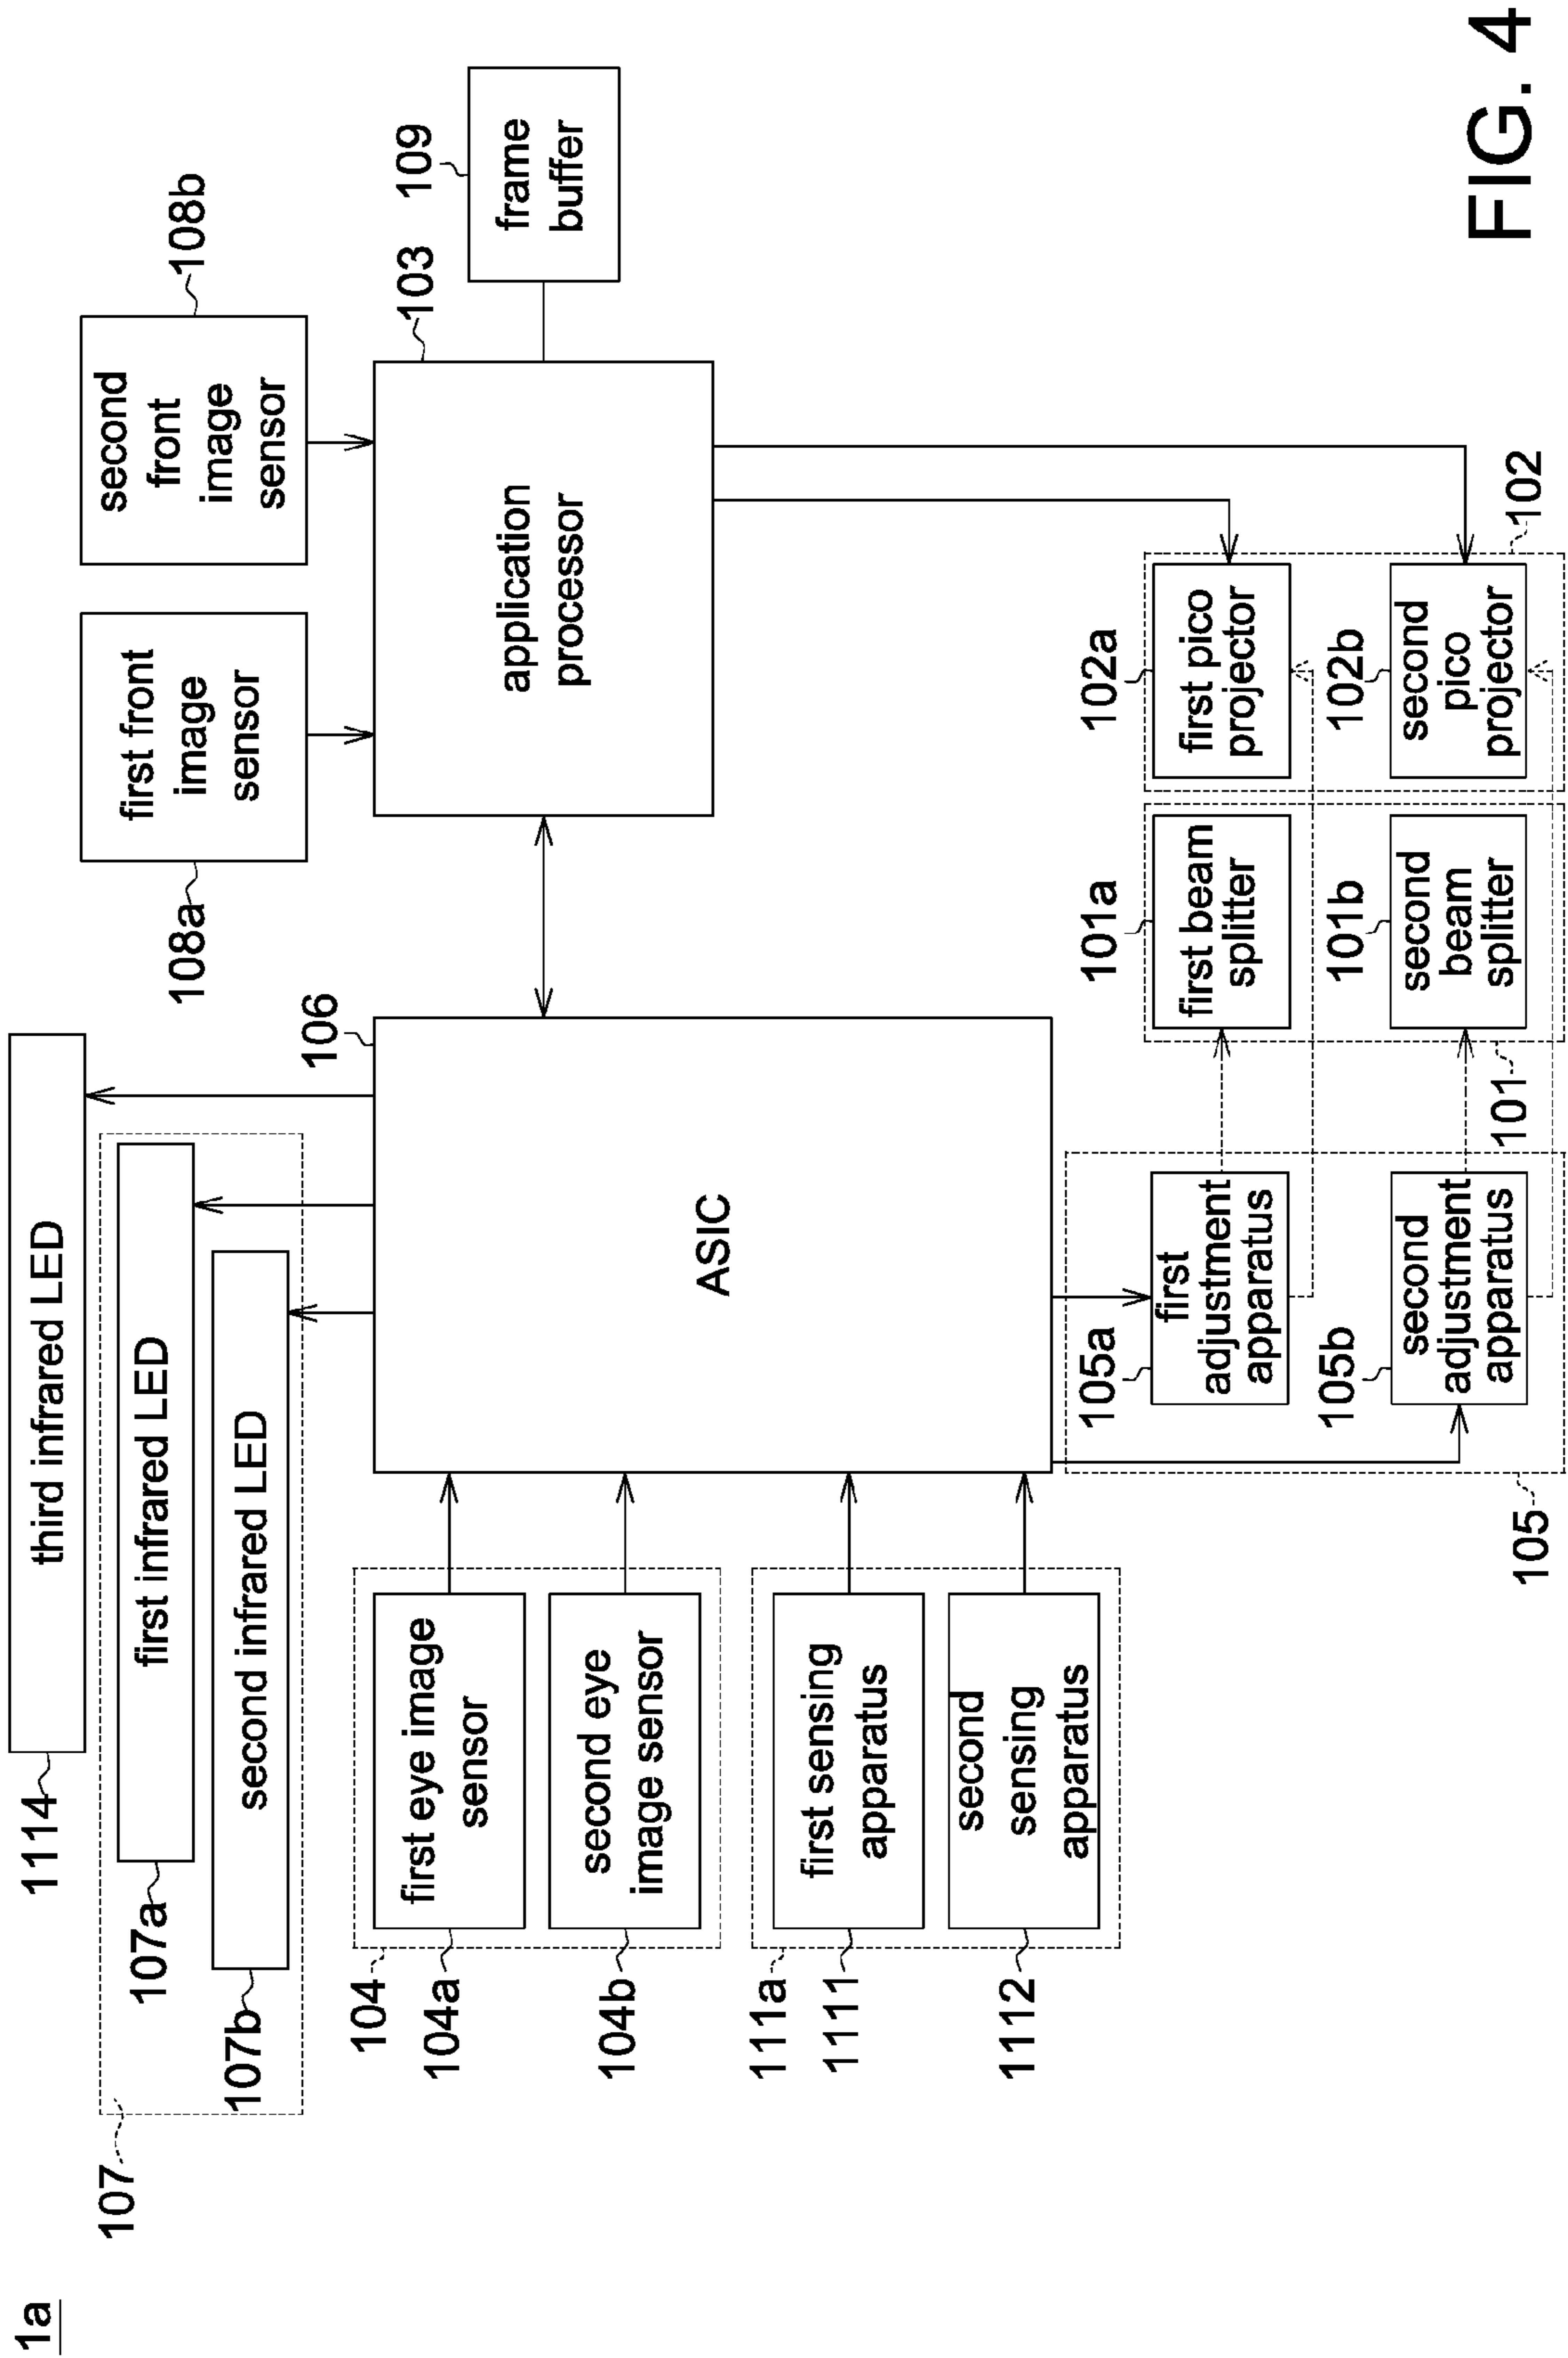 1a
1114
third infrared LED
107
107a
first infrared LED
107b
second infrared LED
108a
first front
image
sensor
second
front
image
sensor
108b
106
ASIC
103
application
processor
109
frame
buffer
104
104a
first eye image
sensor
104b
second eye
image sensor
111a
1111
first sensing
apparatus
1112
second
sensing
apparatus
105
105a
first
adjustment
apparatus
105b
second
adjustment
apparatus
101
101a
first beam
splitter
101b
second
beam
splitter
102
102a
first pico
projector
102b
second
pico
projector
FIG. 4